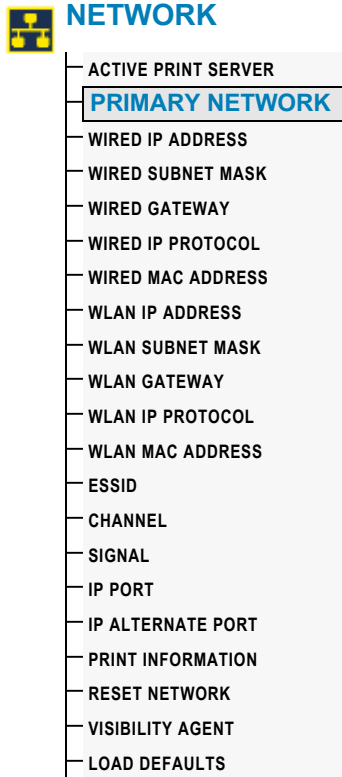 NETWORK
ACTIVE PRINT SERVER
PRIMARY NETWORK
WIRED IP ADDRESS
WIRED SUBNET MASK
WIRED GATEWAY
WIRED IP PROTOCOL
WIRED MAC ADDRESS
WLAN IP ADDRESS
WLAN SUBNET MASK
WLAN GATEWAY
WLAN IP PROTOCOL
WLAN MAC ADDRESS
ESSID
CHANNEL
SIGNAL
IP PORT
IP ALTERNATE PORT
PRINT INFORMATION
RESET NETWORK
VISIBILITY AGENT
LOAD DEFAULTS